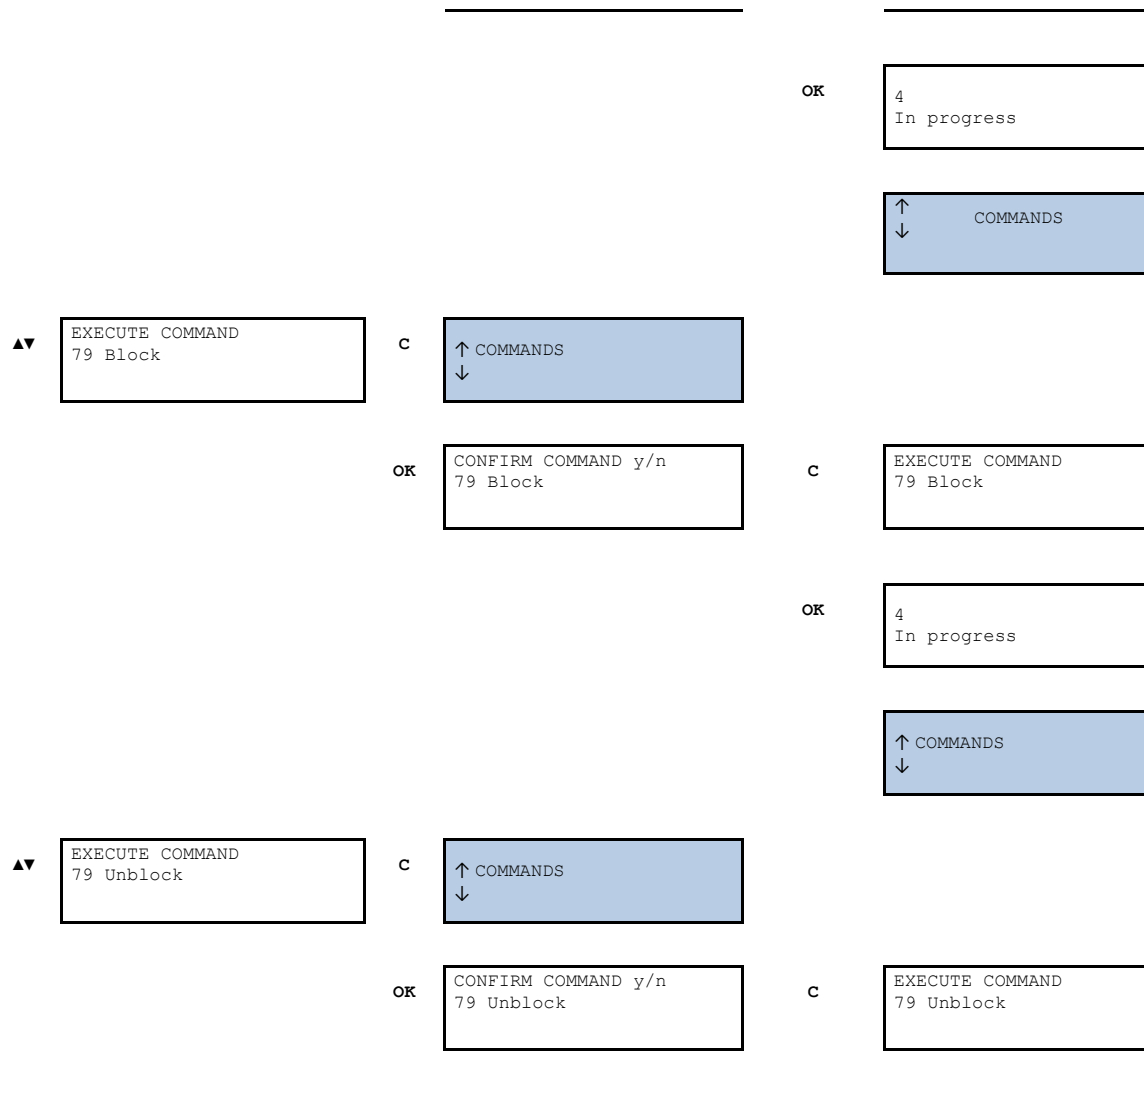 OK
4
In progress
↑ COMMANDS
↓
▲▼
EXECUTE COMMAND
79 Block
C
↑ COMMANDS
↓
OK
CONFIRM COMMAND y/n
79 Block
C
EXECUTE COMMAND
79 Block
OK
4
In progress
↑ COMMANDS
↓
▲▼
EXECUTE COMMAND
79 Unblock
C
↑ COMMANDS
↓
OK
CONFIRM COMMAND y/n
79 Unblock
C
EXECUTE COMMAND
79 Unblock